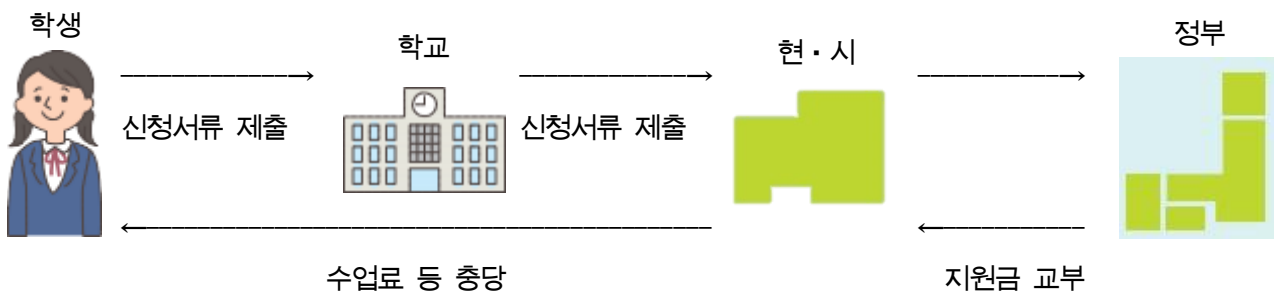 학생
학교
현·시
정부
신청서류 제출
신청서류 제출
수업료 등 충당
지원금 교부